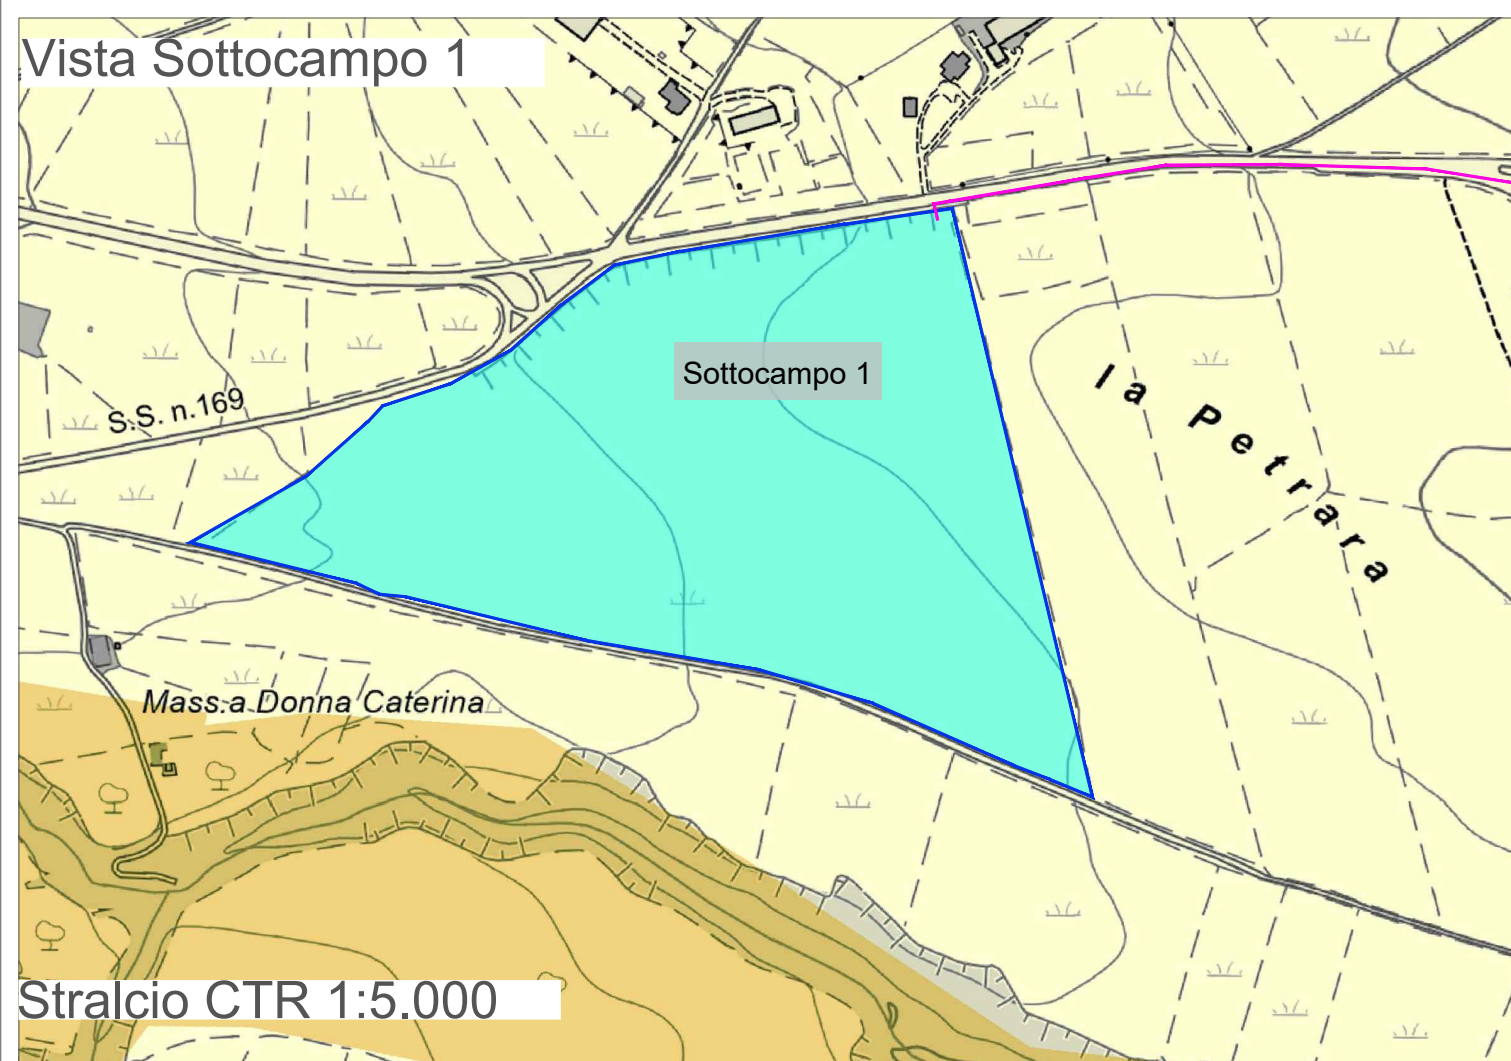 Vista Sottocampo 1
Sottocampo 1
S.S. n.169
la Petrara
Mass.a Donna Caterina
Stralcio CTR 1:5.000